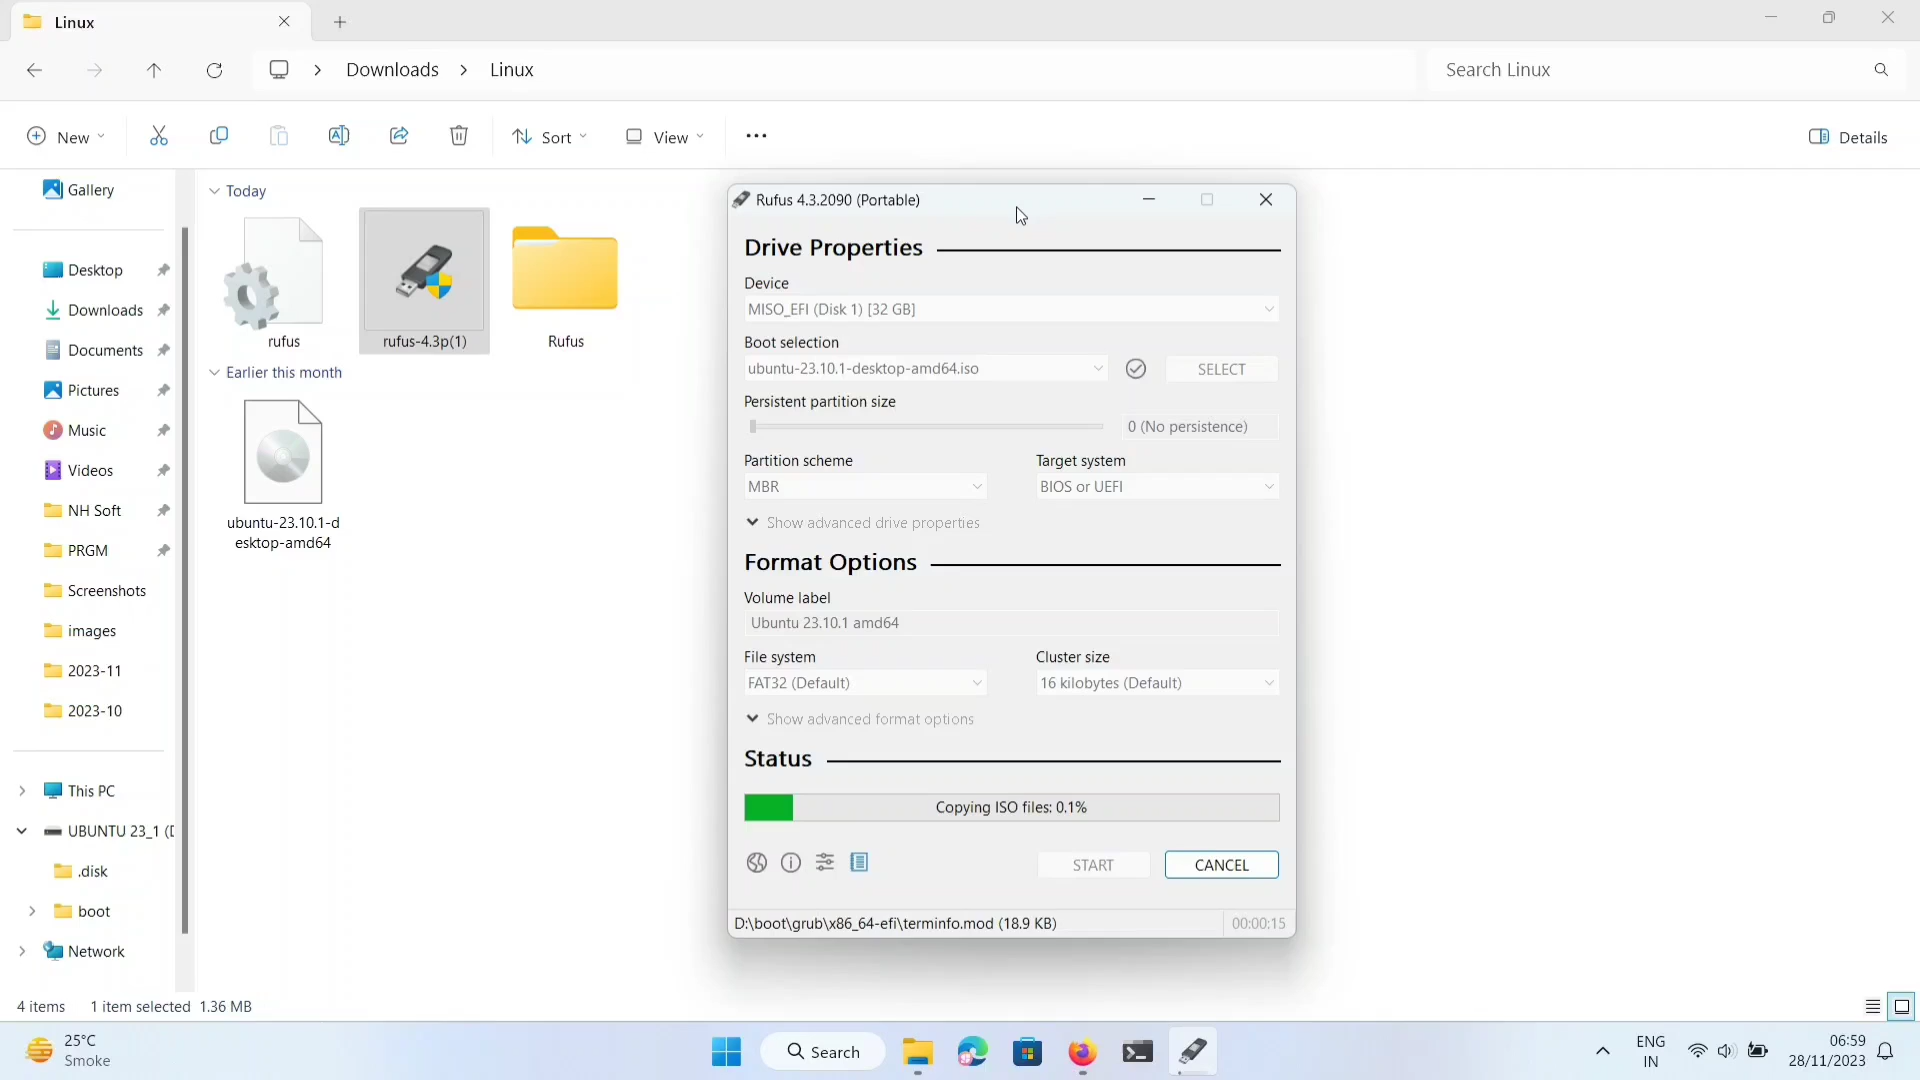 Linux
Downloads
Linux
Search Linux
New
Sort
View
Details
Gallery
Desktop
Downloads
Documents
Pictures
Music
Videos
NH Soft
PRGM
Screenshots
images
2023-11
2023-10
This PC
UBUNTU 23_1 (D
.disk
boot
Network
Today
rufus
rufus-4.3p(1)
Rufus
Earlier this month
ubuntu-23.10.1-d
esktop-amd64
Rufus 4.3.2090 (Portable)
Drive Properties
Device
MISO_EFI (Disk 1) [32 GB]
Boot selection
ubuntu-23.10.1-desktop-amd64.iso
SELECT
Persistent partition size
0 (No persistence)
Partition scheme
Target system
MBR
BIOS or UEFI
Show advanced drive properties
Format Options
Volume label
Ubuntu 23.10.1 amd64
File system
Cluster size
FAT32 (Default)
16 kilobytes (Default)
Show advanced format options
Status
Copying ISO files: 0.1%
START
CANCEL
D:\boot\grub\x86_64-efi\terminfo.mod (18.9 KB)
00:00:15
4 items
1 item selected 1.36 MB
25°C
Smoke
Search
ENG
IN
06:59
28/11/2023